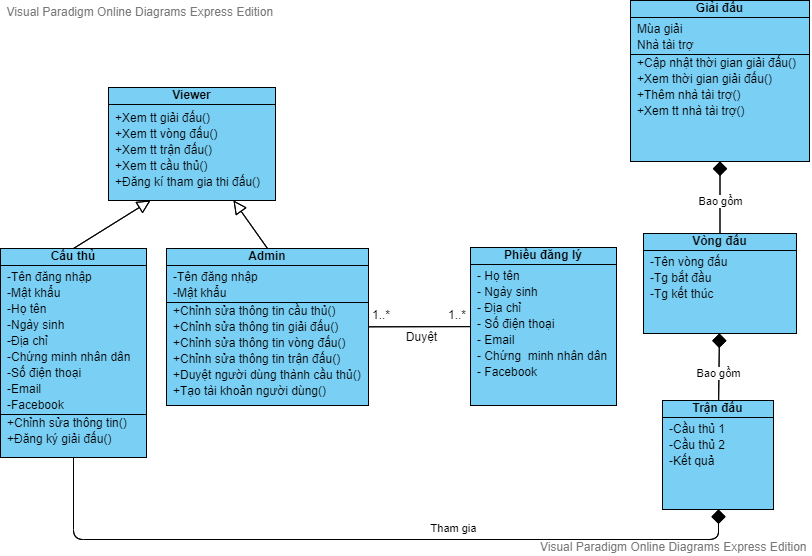 Visual Paradigm Online Diagrams Express Edition
Giải đấu
Mùa giải
Nhà tài trợ
+Cập nhật thời gian giải đấu()
+Xem thời gian giải đấu()
+Thêm nhà tài trợ()
+Xem tt nhà tài trợ()
Viewer
+Xem tt giải đấu()
+Xem tt vòng đấu()
+Xem tt trận đấu()
+Xem tt cầu thủ()
+Đăng kí tham gia thi đấu()
Bao gồm
Cầu thủ
-Tên đăng nhập
-Mật khẩu
-Họ tên
-Ngày sinh
-Địa chỉ
-Chứng minh nhân dân
-Số điện thoại
-Email
-Facebook
+Chỉnh sửa thông tin()
+Đăng ký giải đấu()
Admin
-Tên đăng nhập
-Mật khẩu
+Chỉnh sửa thông tin cầu thủ()
+Chỉnh sửa thông tin giải đấu()
+Chỉnh sửa thông tin vòng đấu()
+Chỉnh sửa thông tin trận đấu()
+Duyệt người dùng thành cầu thủ()
+Tạo tài khoản người dùng()
1..*
1..*
Duyệt
Phiếu đăng lý
- Họ tên
- Ngày sinh
- Địa chỉ
- Số điện thoại
- Email
- Chứng minh nhân dân
- Facebook
Vòng đấu
-Tên vòng đấu
-Tg bắt đầu
-Tg kết thúc
Bao gồm
Trận đấu
-Cầu thủ 1
-Cầu thủ 2
-Kết quả
Tham gia
Visual Paradigm Online Diagrams Express Edition